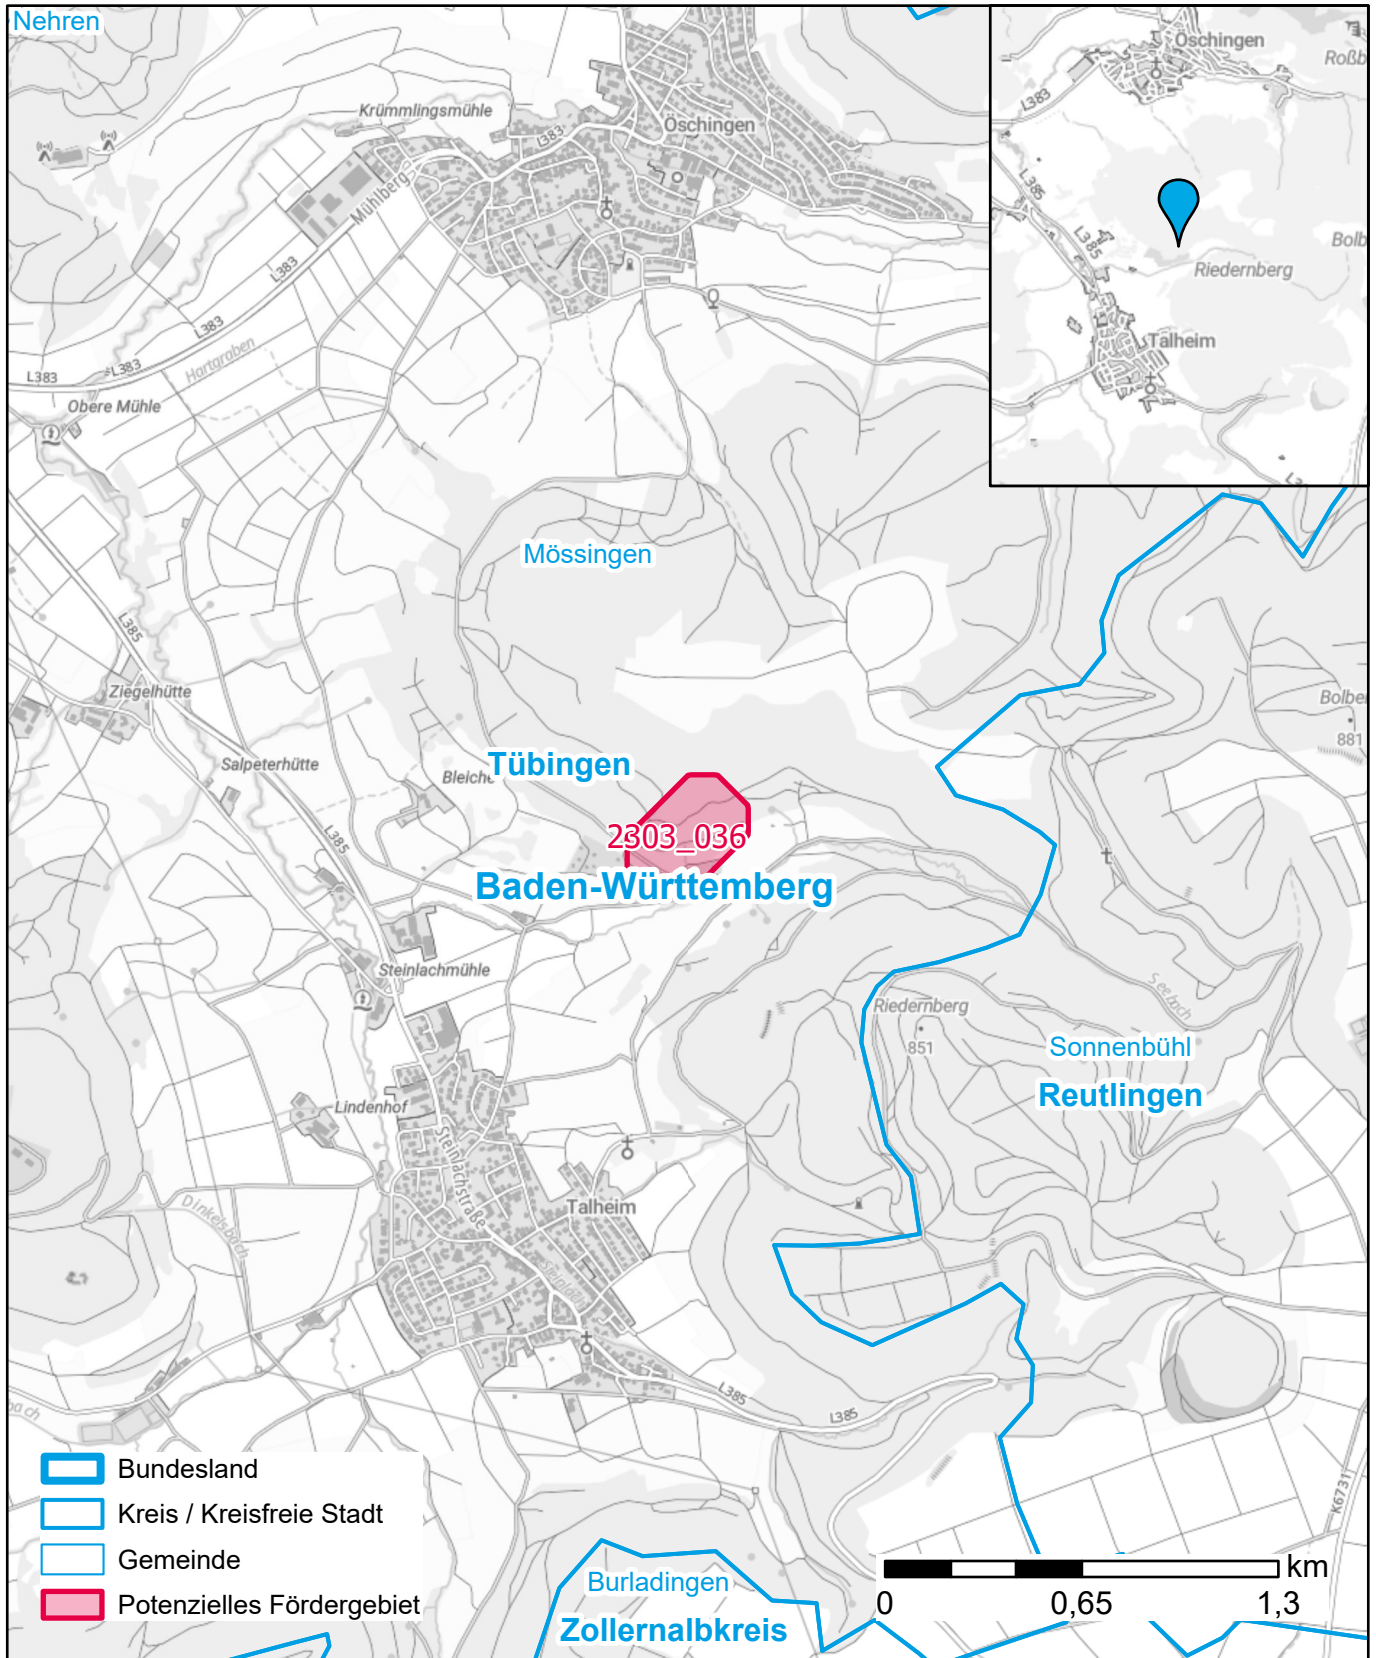 Nehren
Krümmlingsmühle
Öschingen
L383
Mühlberg
L383
L383
L383
L383
Hartgraben
Obere Mühle
Öschingen
Roßb
L383
L385
L385
Bolb
Riedernberg
Talheim
Mössingen
L385
Ziegelhütte
Salpeterhütte
Bleiche
Tübingen
Bolbe
881
2303_036
L385
Baden-Württemberg
Steinlachmühle
Seebach
Riedernberg
851
Sonnenbühl
Reutlingen
Lindenhof
Steinlachstraße
Talheim
Dinkelsbach
L385
L385
bach
K6731
Bundesland
Kreis / Kreisfreie Stadt
Gemeinde
Potenzielles Fördergebiet
Burladingen
Zollernalbkreis
km
0
0,65
1,3